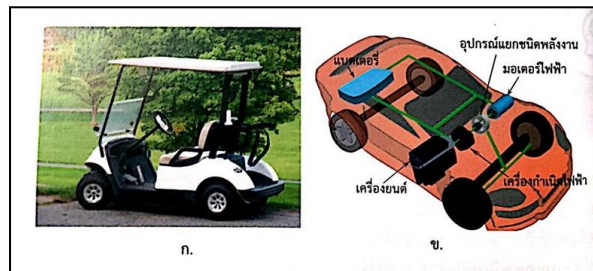 อุปกรณ์แยกชนิดพลังงาน
แบตเตอรี่
มอเตอร์ไฟฟ้า
เครื่องยนต์
เครื่องกำเนิดไฟฟ้า
ก.
ข.